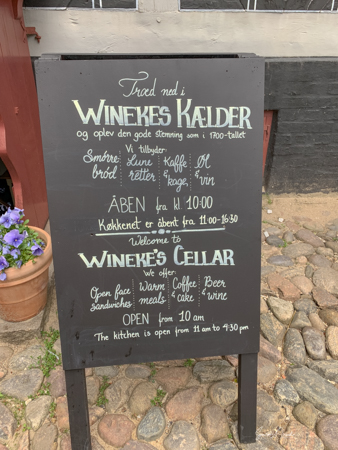 Træd ned i
WINEKES KÆLDER
og oplev den gode stemning som i 1700-tallet
Vi tilbyder
Smørre-
brød
Lune
retter
Kaffe
& kage
Øl
& vin
ÅBEN fra kl 10:00
Køkkenet er åbent fra 11:00-16:30
Welcome to
WINEKE'S CELLAR
We offer
Open face
sandwiches
Warm
meals
Coffee
& cake
Beer
& wine
OPEN from 10 am
The kitchen is open from 11 am to 4:30 pm